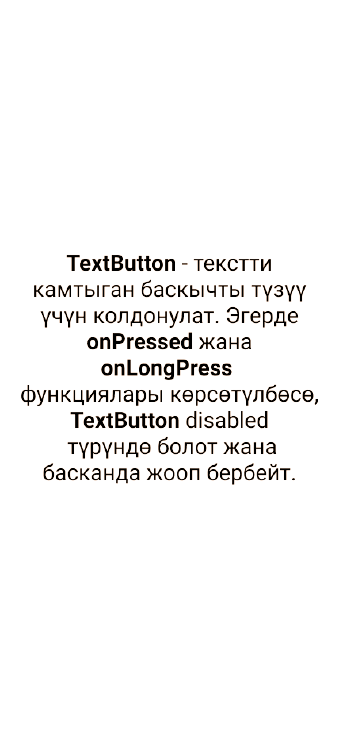 TextButton - текстти
камтыган баскычты түзүү
үчүн колдонулат. Эгерде
onPressed жана
onLongPress
функциялары көрсөтүлбөсө,
TextButton disabled
түрүндө болот жана
басканда жооп бербейт.